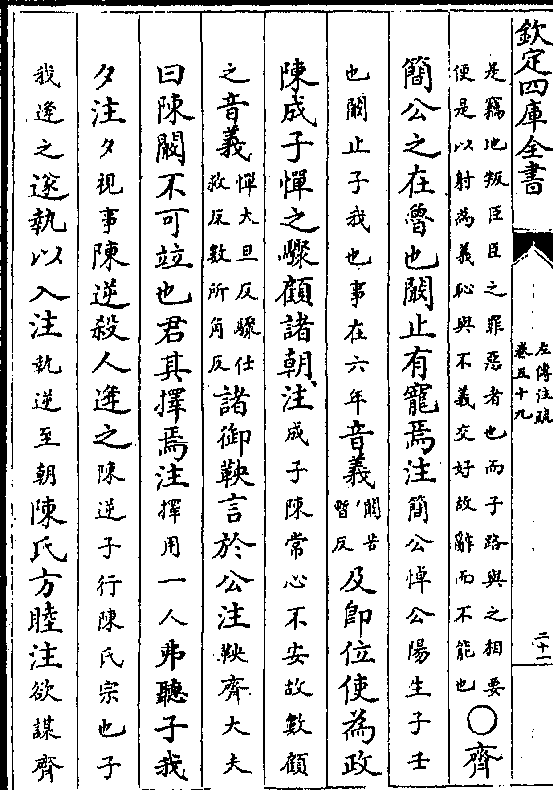 欽定四庫全書
左傳注疏
卷五十九
二十一
是竊地叛臣臣之罪惡者也而子路與之相要
便是以射為義恥與不義交好故辭而不能也〇齊
簡公之在魯也闞止有寵焉注簡公悼公陽生子壬
也闞止子我也事在六年音義闞苦暫反及即位使為政
陳成子憚之驟顧諸朝注成子陳常心不安故數顧
之音義憚大旦反驟仕救反數所角反諸御鞅言於公注鞅齊大夫
曰陳闞不可竝也君其擇焉注擇用一人弗聽子我
夕注夕視事陳逆殺人逢之陳逆子行陳氏宗也子
我逢之遂執以入注執逆至朝陳氏方睦注欲謀齊